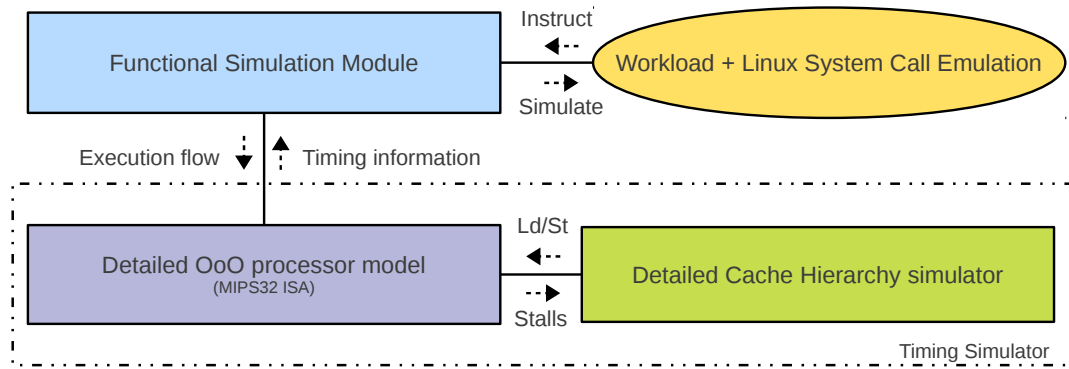 Instruct
Functional Simulation Module
Workload + Linux System Call Emulation
Simulate
Execution flow
Timing information
Ld/St
Detailed OoO processor model
(MIPS32 ISA)
Detailed Cache Hierarchy simulator
Stalls
Timing Simulator